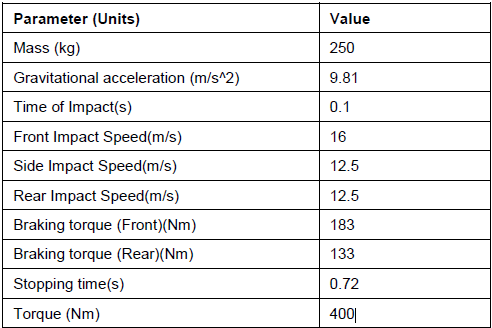 Parameter (Units) Value
Mass (kg) 250
Gravitational acceleration (m/s^2) 9.81
Time of Impact(s) 0.1
Front Impact Speed(m/s) 16
Side Impact Speed(m/s) 12.5
Rear Impact Speed(m/s) 12.5
Braking torque (Front)(Nm) 183
Braking torque (Rear)(Nm) 133
Stopping time(s) 0.72
Torque (Nm) 400